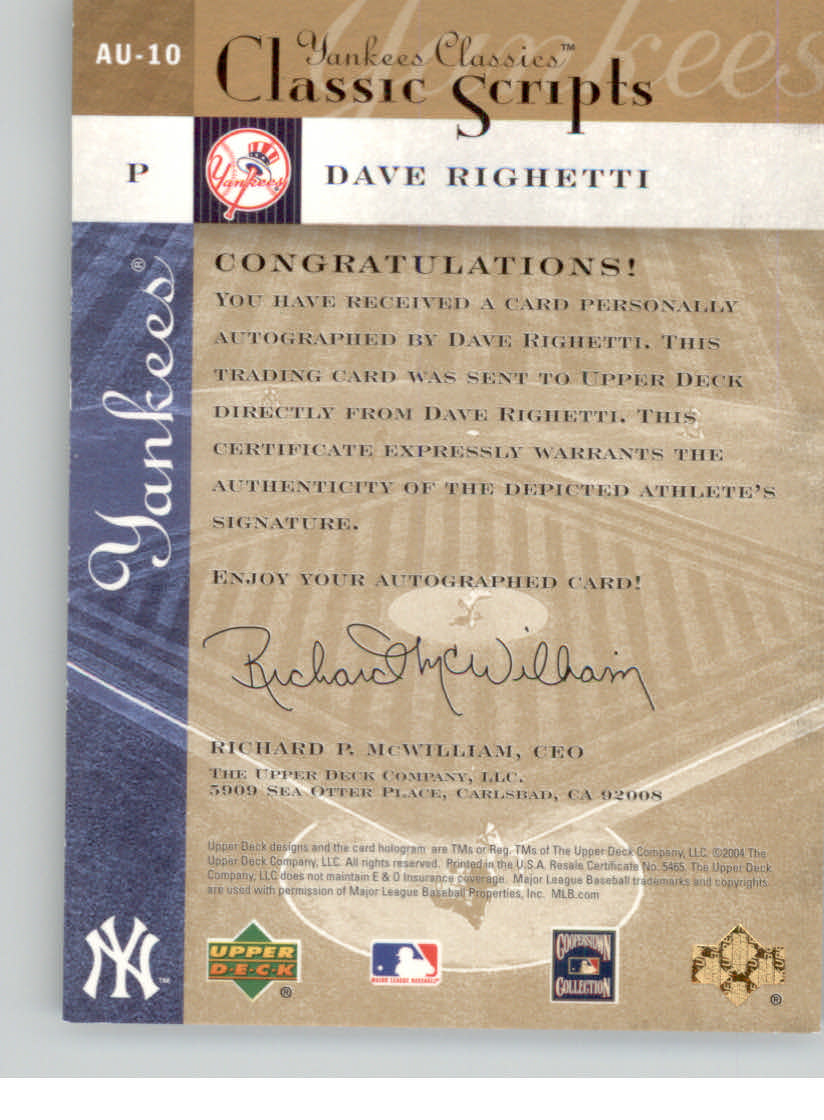 AU-10
Yankees
Yankees Classics™
Classic Scripts
P
Yankees
DAVE RIGHETTI
Yankees®
CONGRATULATIONS!
YOU HAVE RECEIVED A CARD PERSONALLY
AUTOGRAPHED BY DAVE RIGHETTI. THIS
TRADING CARD WAS SENT TO UPPER DECK
DIRECTLY FROM DAVE RIGHETTI. THIS
CERTIFICATE EXPRESSLY WARRANTS THE
AUTHENTICITY OF THE DEPICTED ATHLETE'S
SIGNATURE.
ENJOY YOUR AUTOGRAPHED CARD!
Richard P. McWilliam
RICHARD P. MCWILLIAM, CEO
THE UPPER DECK COMPANY, LLC.
5909 SEA OTTER PLACE, CARLSBAD, CA 92008
Upper Deck designs and the card hologram are TMs or Reg. TMs of The Upper Deck Company, LLC. ©2004 The
Upper Deck Company, LLC. All rights reserved. Printed in the U.S.A. Resale Certificate No. 5465. The Upper Deck
Company, LLC does not maintain E & O Insurance coverage. Major League Baseball trademarks and copyrights
are used with permission of Major League Baseball Properties, Inc. MLB.com
NY™
UPPER
DECK®
MAJOR LEAGUE BASEBALL®
COOPERSTOWN
COLLECTION
®